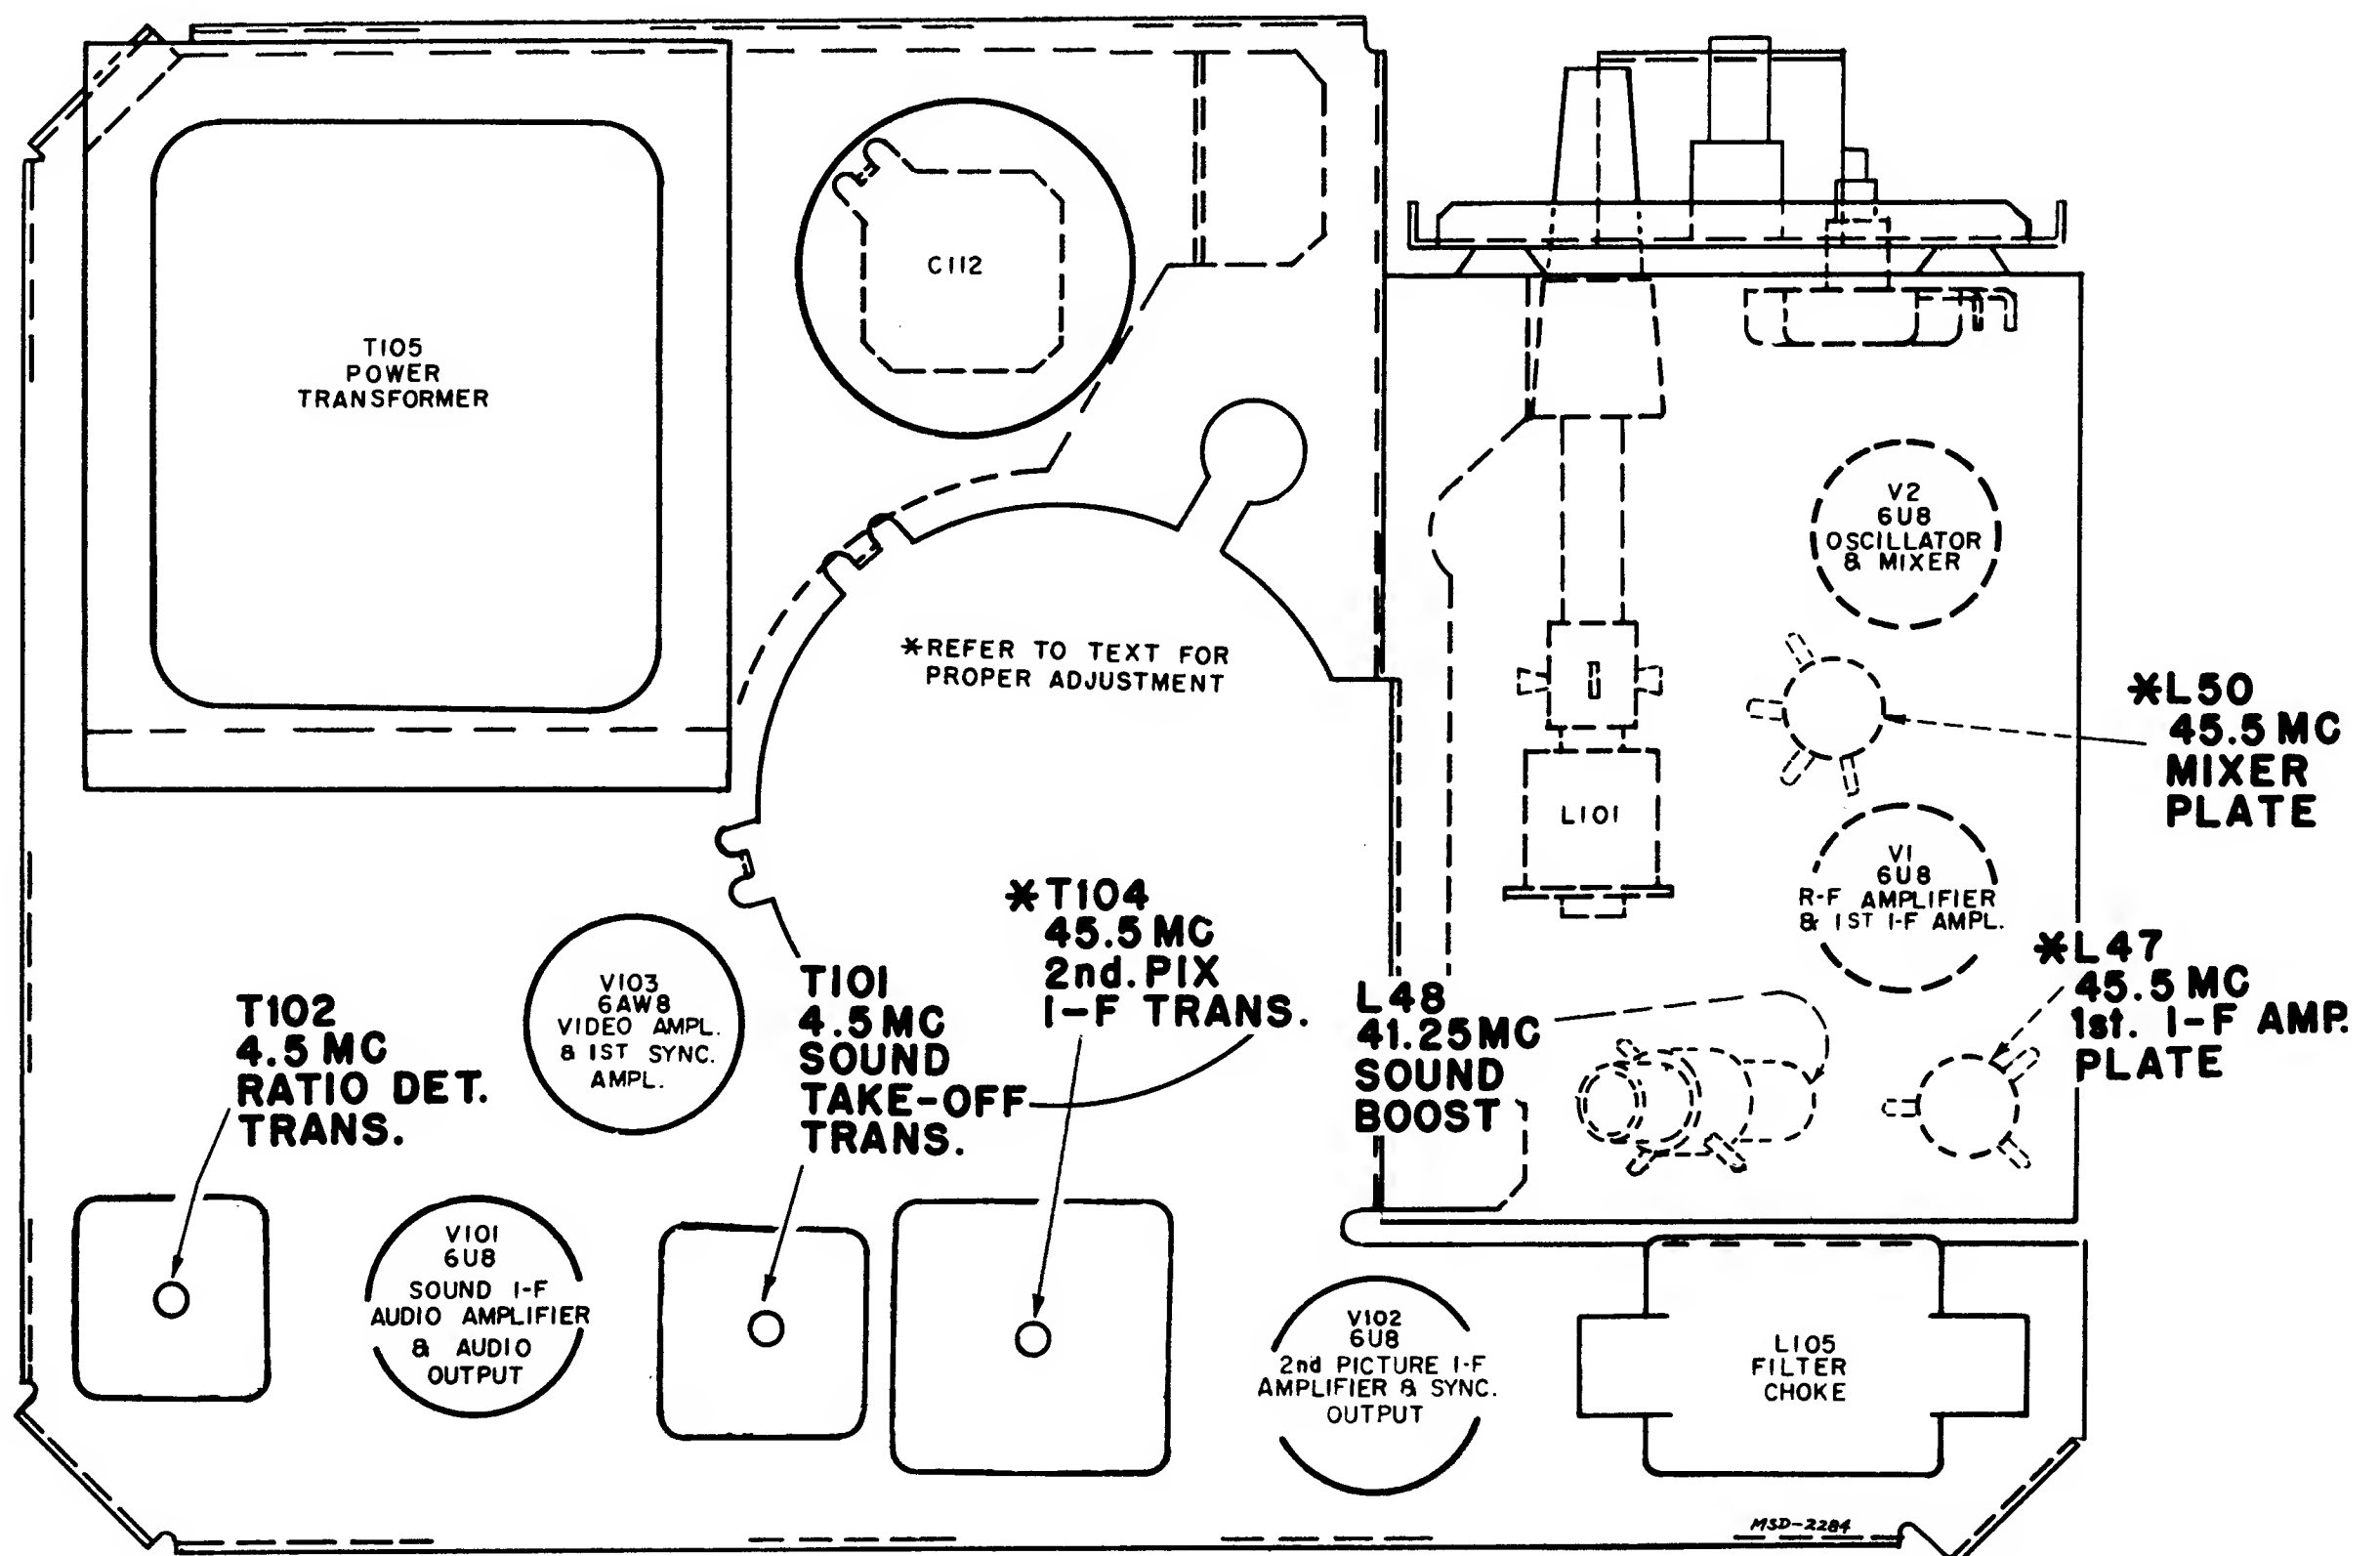 C112
T105
POWER
TRANSFORMER
V2
6U8
OSCILLATOR
& MIXER
*REFER TO TEXT FOR
PROPER ADJUSTMENT
*L50
45.5 MC
MIXER
PLATE
L101
V1
6U8
R-F AMPLIFIER
& 1ST I-F AMPL.
*T104
45.5 MC
2nd. PIX
I-F TRANS.
*L47
45.5 MC
1st. I-F AMP.
PLATE
V103
6AW8
VIDEO AMPL.
& 1ST SYNC.
AMPL.
T101
4.5 MC
SOUND
TAKE-OFF
TRANS.
L48
41.25 MC
SOUND
BOOST
T102
4.5 MC
RATIO DET.
TRANS.
V101
6U8
SOUND I-F
AUDIO AMPLIFIER
& AUDIO
OUTPUT
V102
6U8
2nd PICTURE I-F
AMPLIFIER & SYNC.
OUTPUT
L105
FILTER
CHOKE
MSD-2284